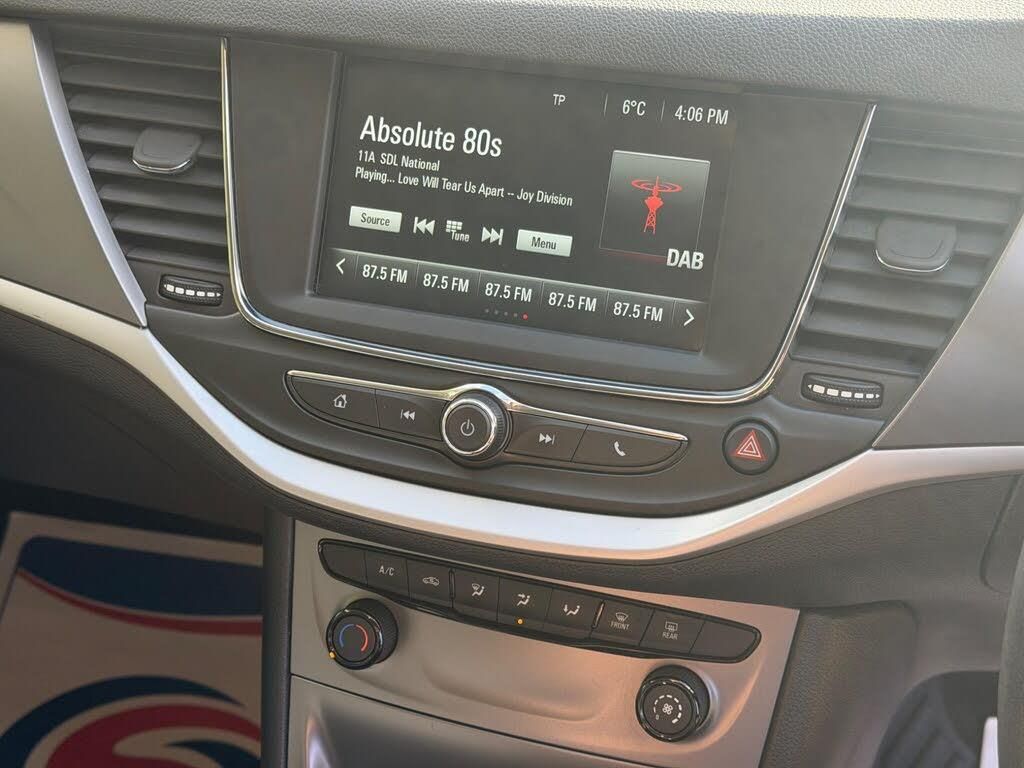 TP 6°C 4:06 PM
Absolute 80s
11A SDL National
Playing... Love Will Tear Us Apart -- Joy Division
Source Tune Menu
DAB
87.5 FM 87.5 FM 87.5 FM 87.5 FM 87.5 FM
A/C FRONT REAR